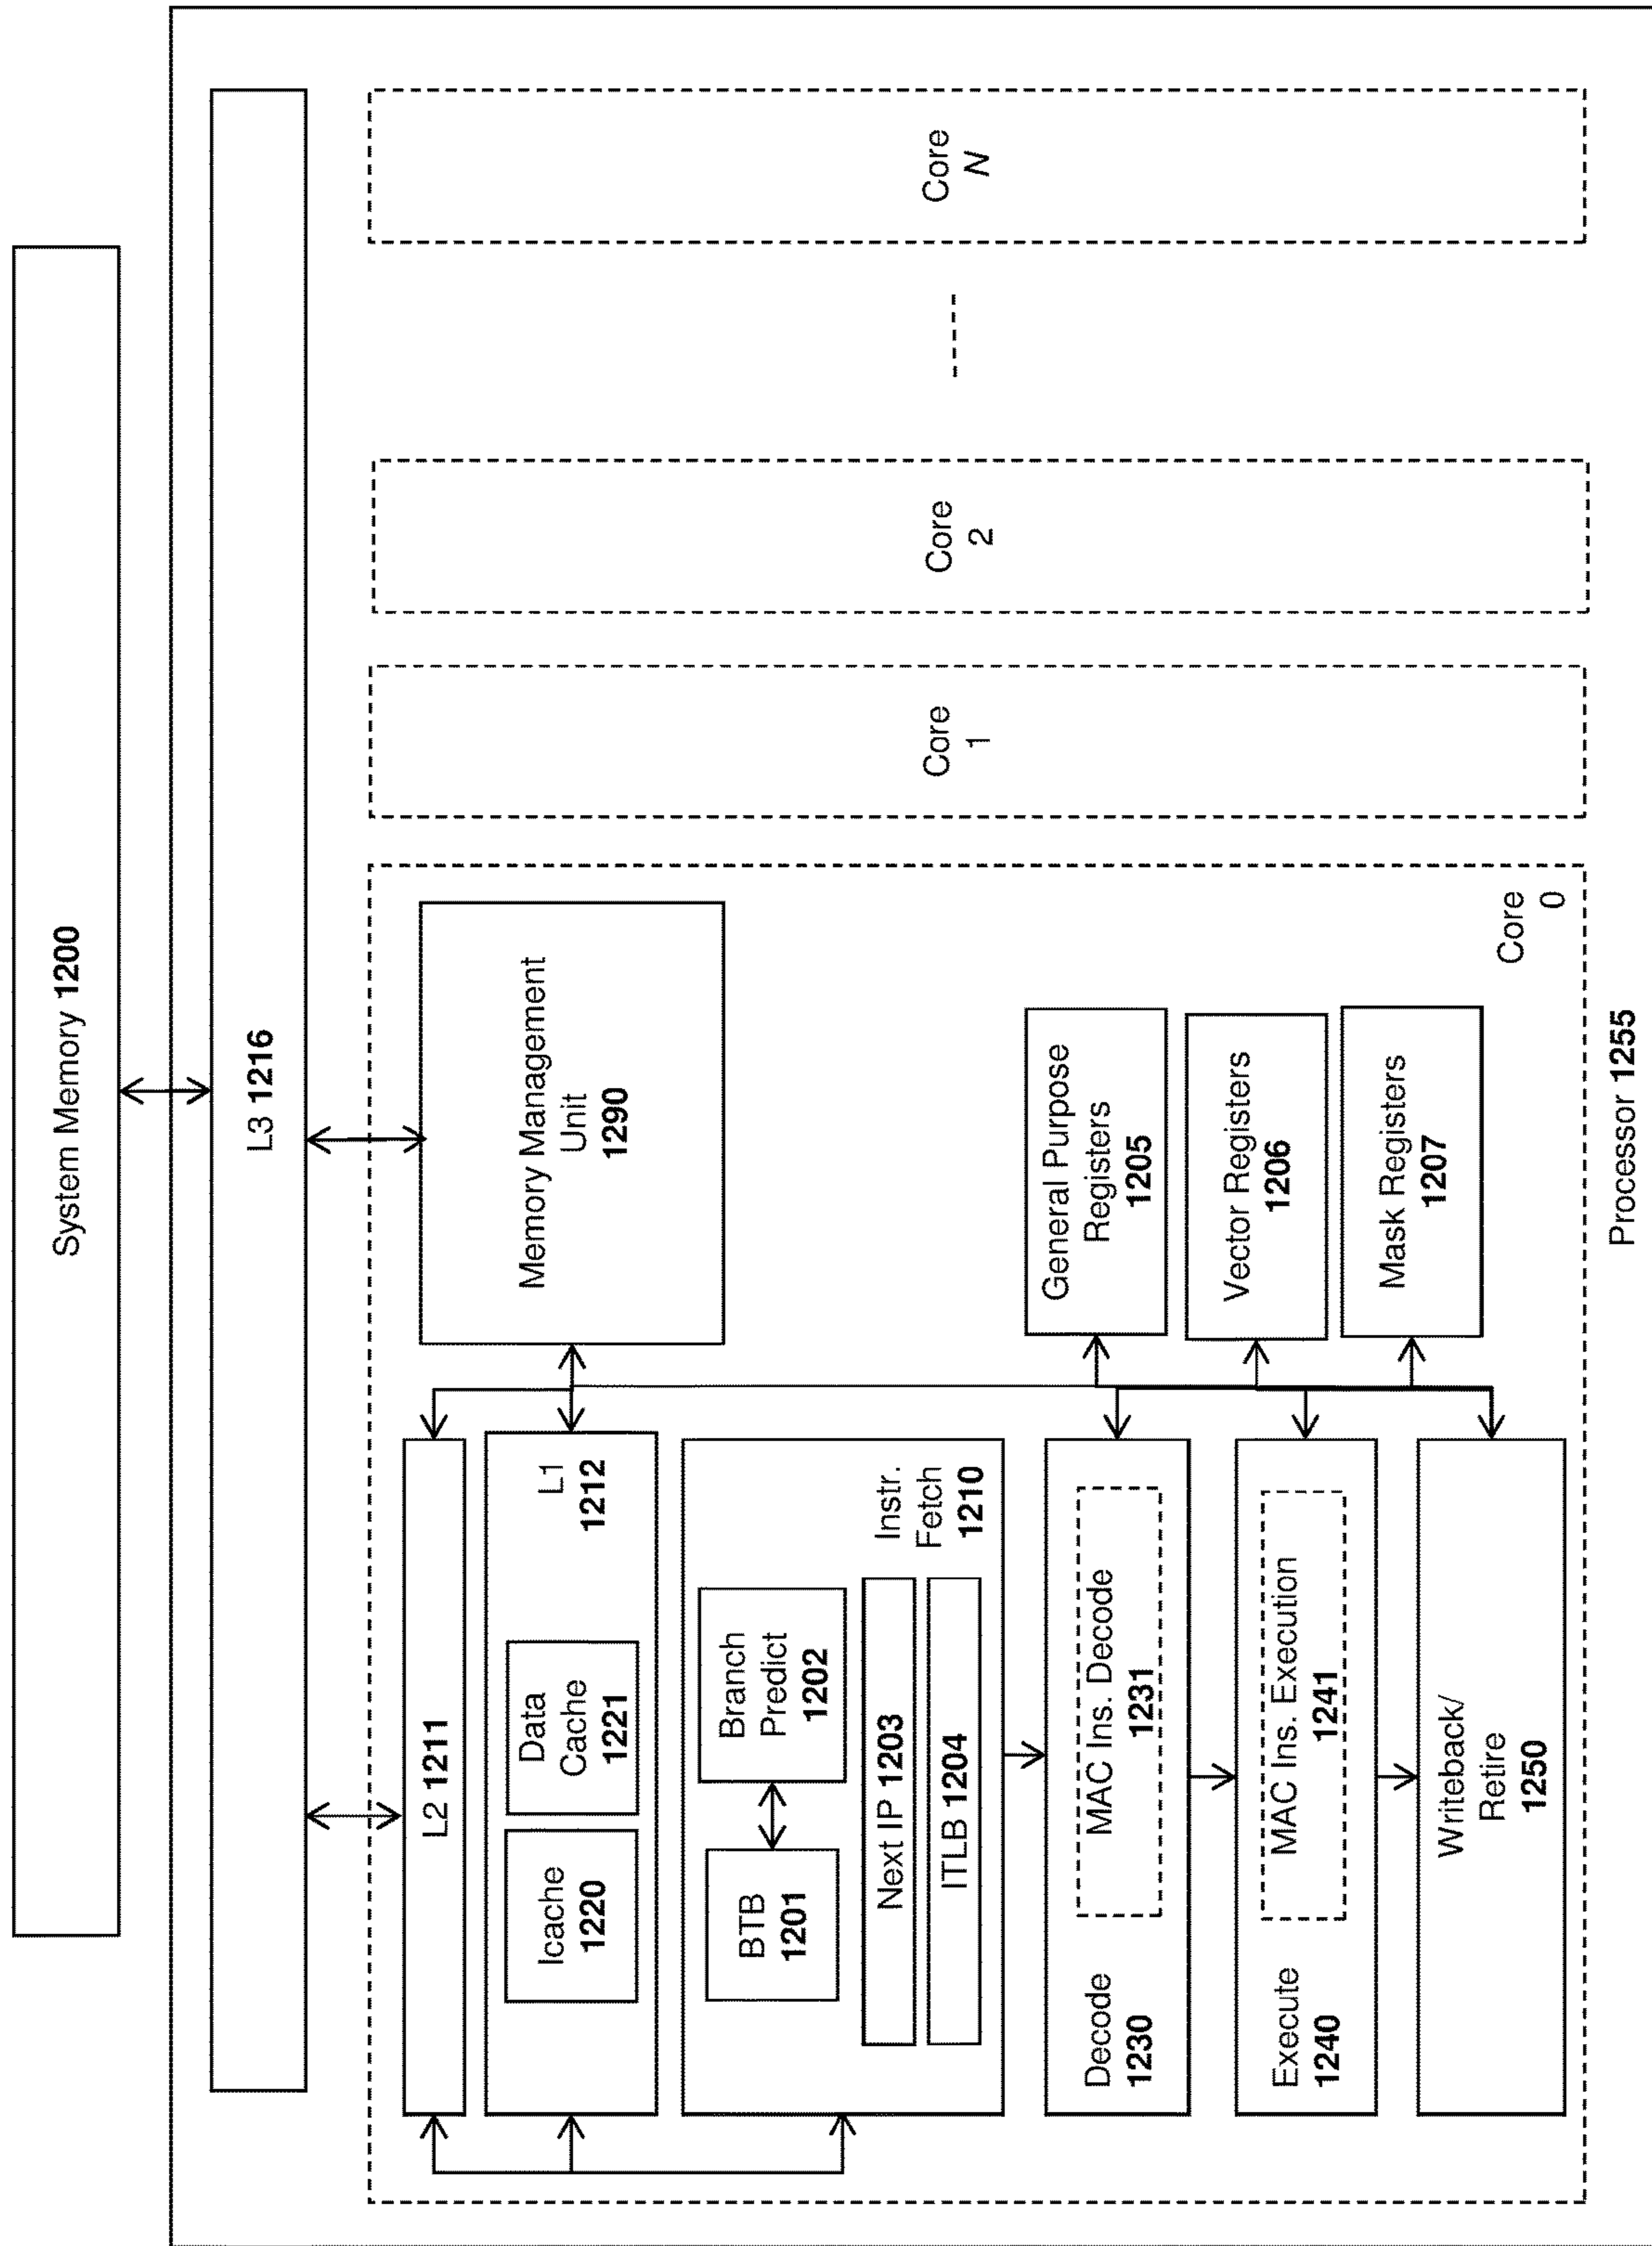 System Memory 1200
L3 1216
L2 1211
Icache
1220
Data
Cache
1221
L1
1212
BTB
1201
Branch
Predict
1202
Next IP 1203
ITLB 1204
Instr.
Fetch
1210
Decode
1230
MAC Ins. Decode
1231
Execute
1240
MAC Ins. Execution
1241
Writeback/
Retire
1250
Memory Management
Unit
1290
General Purpose
Registers
1205
Vector Registers
1206
Mask Registers
1207
Core
0
Core
1
Core
2
Core
N
Processor 1255